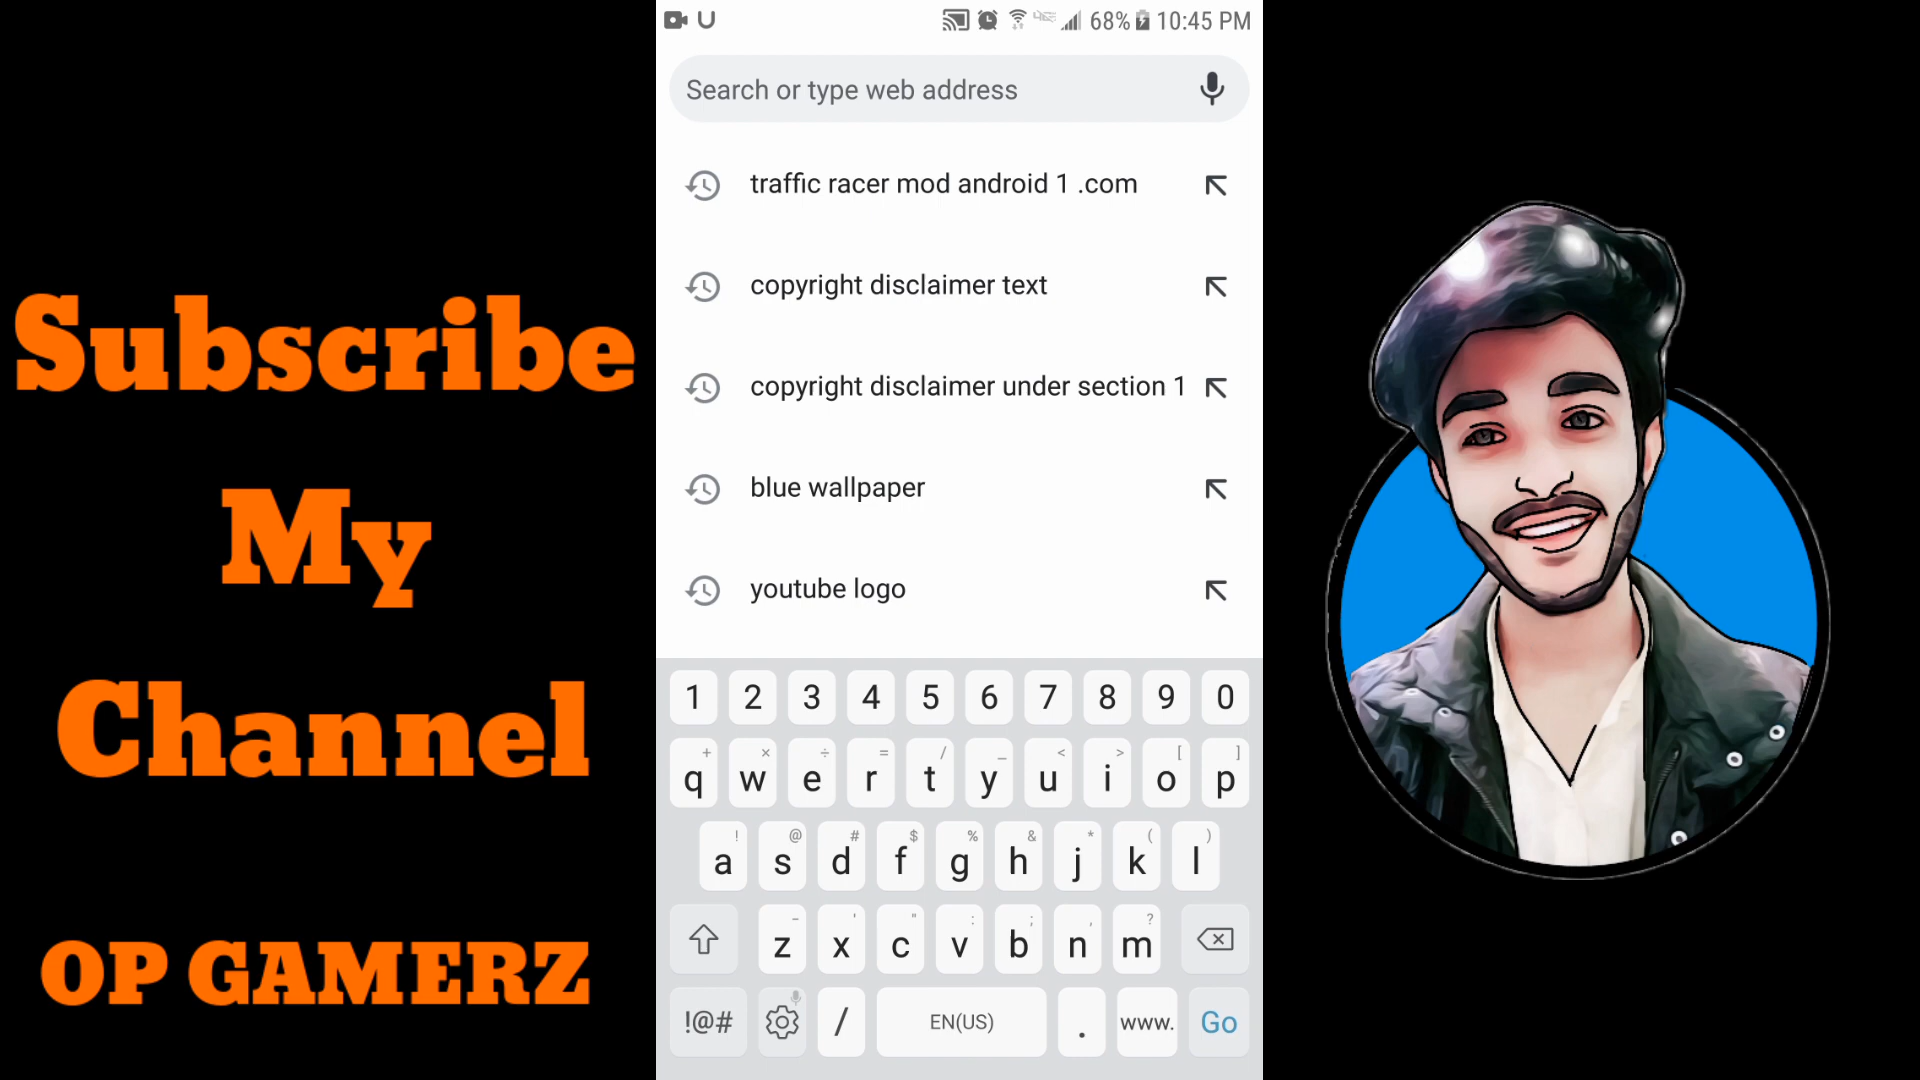 Subscribe
My
Channel
OP GAMERZ
68% 10:45 PM
Search or type web address
traffic racer mod android 1 .com
copyright disclaimer text
copyright disclaimer under section 1
blue wallpaper
youtube logo
1 2 3 4 5 6 7 8 9 0
+ × ÷ = / _ < > [ ]
q w e r t y u i o p
! @ # $ % & * ( )
a s d f g h j k l
- ' " : ; , ?
z x c v b n m
!@# / EN(US) . www. Go